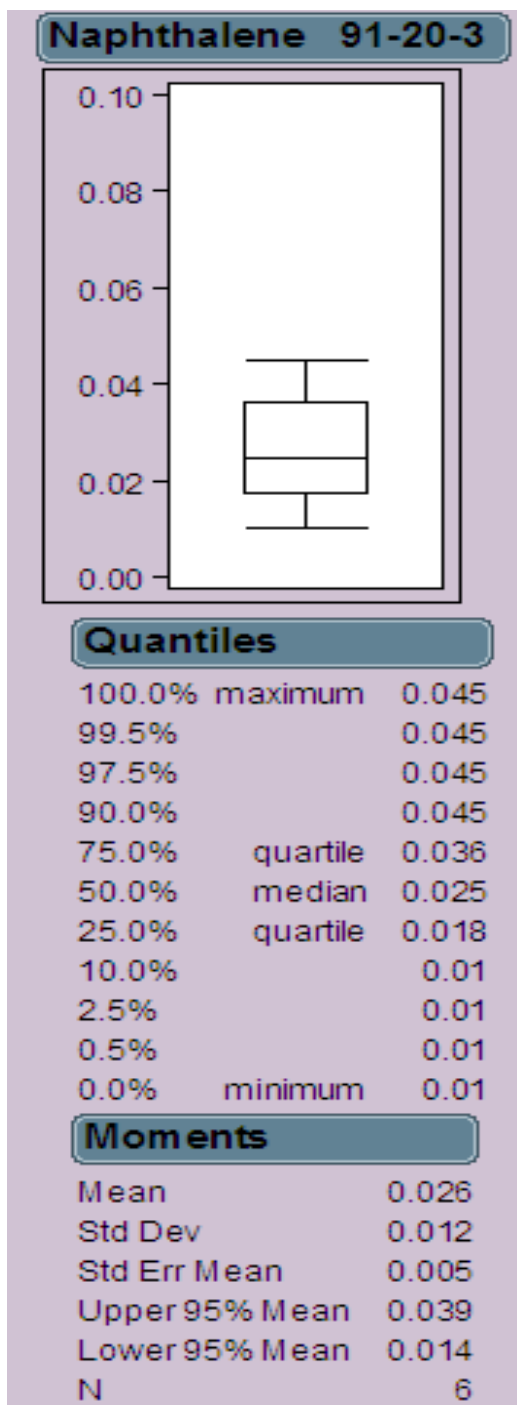 Naphthalene 91-20-3
0.10
0.08
0.06
0.04
0.02
0.00
Quantiles
100.0% maximum 0.045
99.5% 0.045
97.5% 0.045
90.0% 0.045
75.0% quartile 0.036
50.0% median 0.025
25.0% quartile 0.018
10.0% 0.01
2.5% 0.01
0.5% 0.01
0.0% minimum 0.01
Moments
Mean 0.026
Std Dev 0.012
Std Err Mean 0.005
Upper 95% Mean 0.039
Lower 95% Mean 0.014
N 6